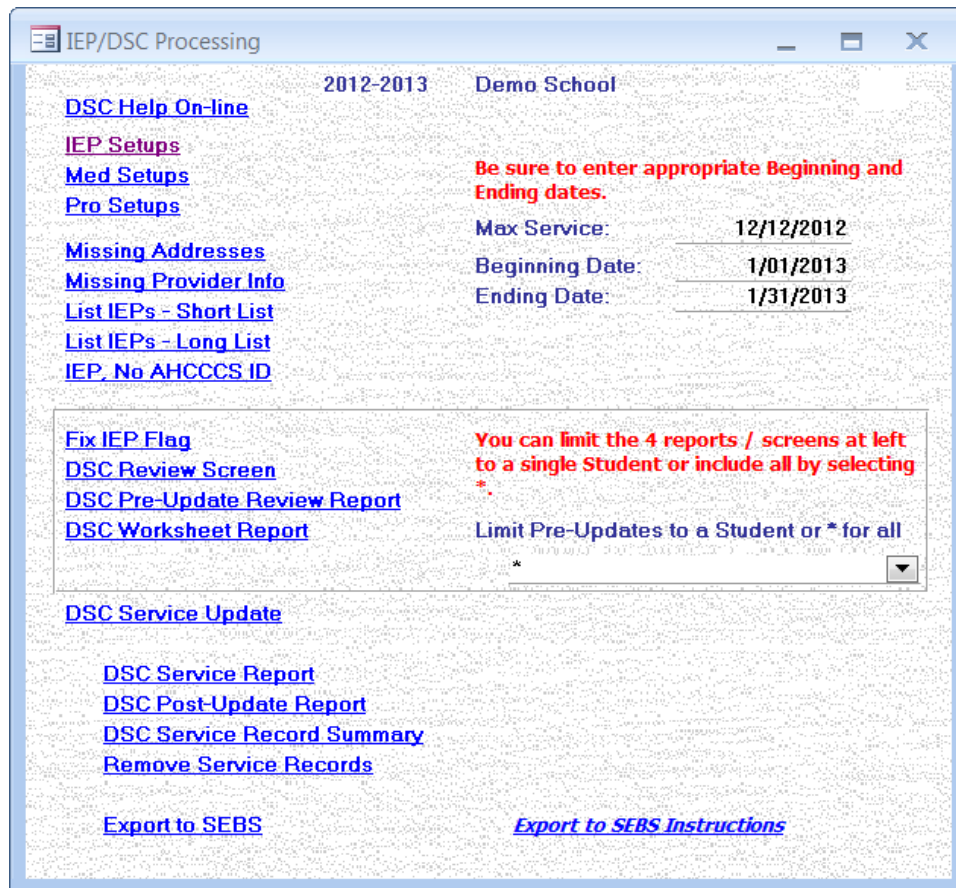 IEP/DSC Processing
2012-2013 Demo School
DSC Help On-line
IEP Setups
Med Setups
Pro Setups
Be sure to enter appropriate Beginning and
Ending dates.
Max Service: 12/12/2012
Beginning Date: 1/01/2013
Ending Date: 1/31/2013
Missing Addresses
Missing Provider Info
List IEPs - Short List
List IEPs - Long List
IEP, No AHCCCS ID
Fix IEP Flag
DSC Review Screen
DSC Pre-Update Review Report
DSC Worksheet Report
You can limit the 4 reports / screens at left
to a single Student or include all by selecting
*.
Limit Pre-Updates to a Student or * for all
*
DSC Service Update
DSC Service Report
DSC Post-Update Report
DSC Service Record Summary
Remove Service Records
Export to SEBS
Export to SEBS Instructions